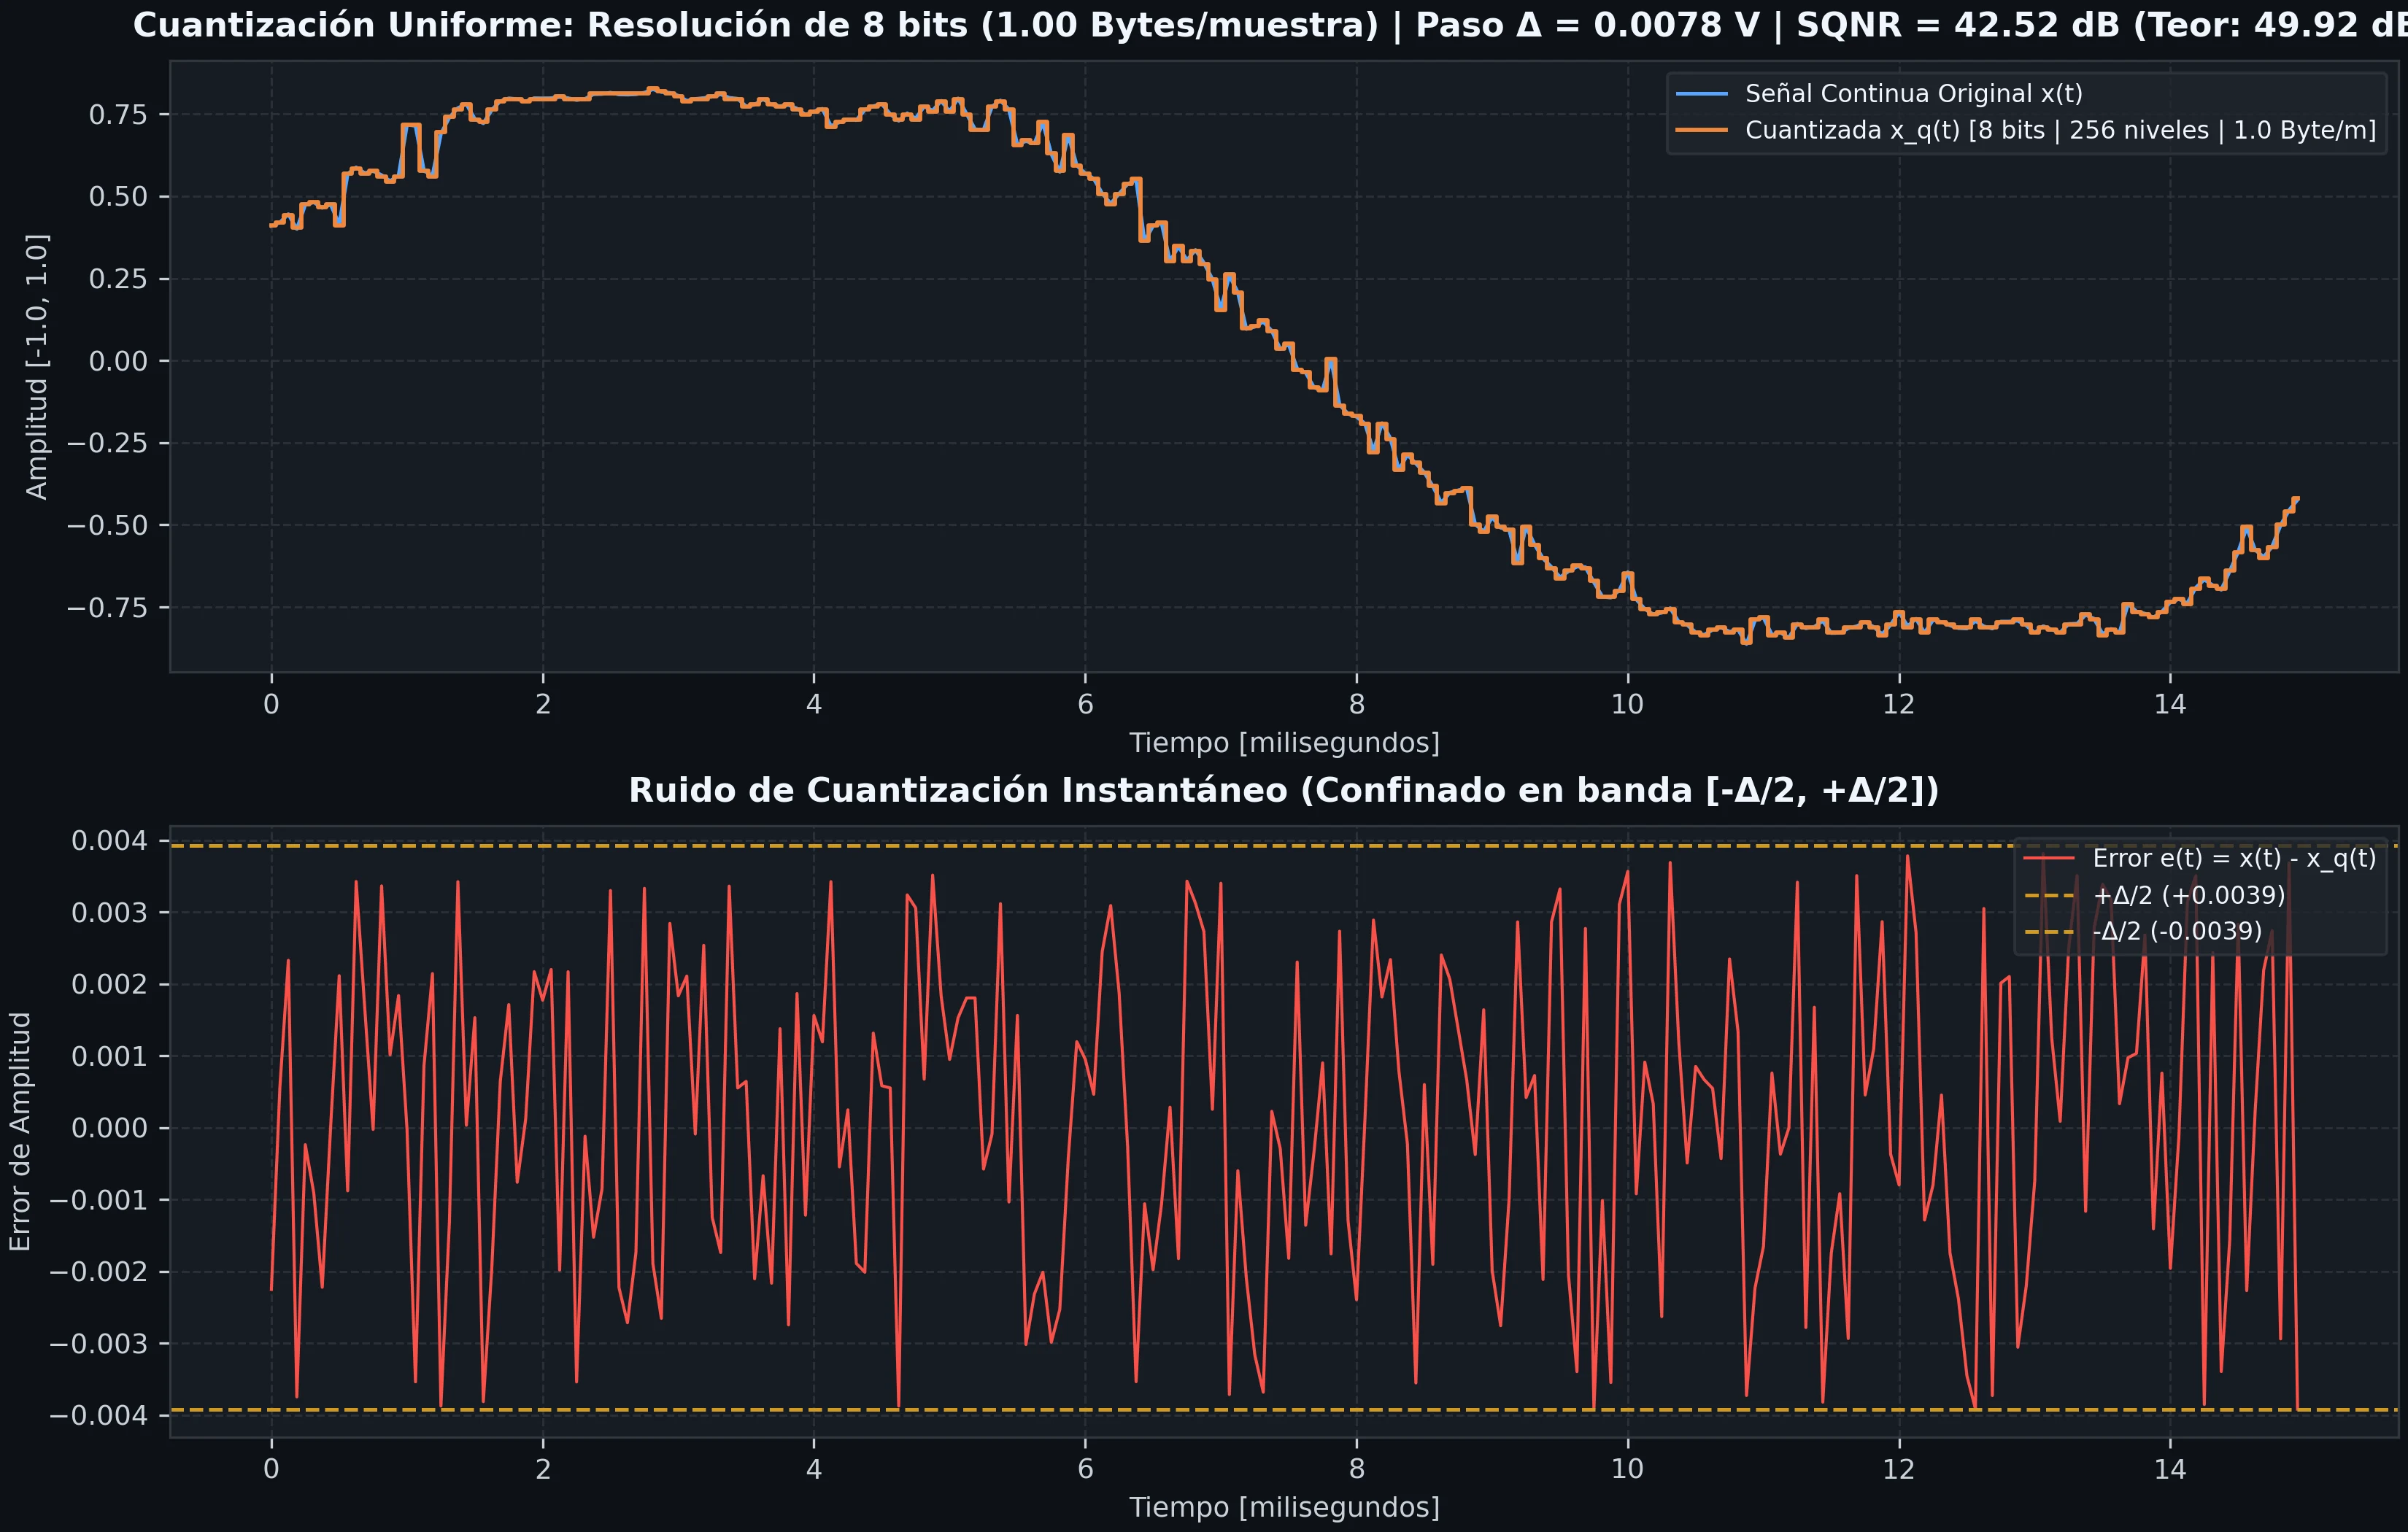 Cuantización Uniforme: Resolución de 8 bits (1.00 Bytes/muestra) | Paso Δ = 0.0078 V | SQNR = 42.52 dB (Teor: 49.92 dB
Señal Continua Original x(t)
Cuantizada x_q(t) [8 bits | 256 niveles | 1.0 Byte/m]
Amplitud [-1.0, 1.0]
0.75
0.50
0.25
0.00
−0.25
−0.50
−0.75
0 2 4 6 8 10 12 14
Tiempo [milisegundos]
Ruido de Cuantización Instantáneo (Confinado en banda [-Δ/2, +Δ/2])
Error e(t) = x(t) - x_q(t)
+Δ/2 (+0.0039)
-Δ/2 (-0.0039)
Error de Amplitud
0.004
0.003
0.002
0.001
0.000
−0.001
−0.002
−0.003
−0.004
0 2 4 6 8 10 12 14
Tiempo [milisegundos]